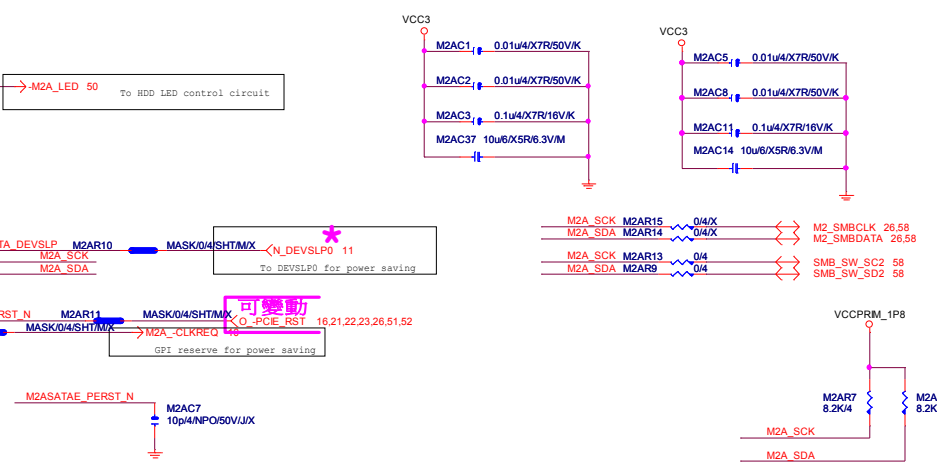 VCC3
M2AC1 0.01u/4/X7R/50V/K
M2AC2 0.01u/4/X7R/50V/K
M2AC3 0.1u/4/X7R/16V/K
M2AC37 10u/6/X5R/6.3V/M
VCC3
M2AC5 0.01u/4/X7R/50V/K
M2AC8 0.01u/4/X7R/50V/K
M2AC11 0.1u/4/X7R/16V/K
M2AC14 10u/6/X5R/6.3V/M
-M2A_LED 50
To HDD LED control circuit
TA_DEVSLP M2AR10 MASK/0/4/SHT/M/X N_DEVSLP0 11
M2A_SCK
M2A_SDA
To DEVSLP0 for power saving
M2A_SCK M2AR15 0/4/X M2_SMBCLK 26,58
M2A_SDA M2AR14 0/4/X M2_SMBDATA 26,58
M2A_SCK M2AR13 0/4 SMB_SW_SC2 58
M2A_SDA M2AR9 0/4 SMB_SW_SD2 58
可變動
RST_N M2AR11 MASK/0/4/SHT/M/X O_-PCIE_RST 16,21,22,23,26,51,52
MASK/0/4/SHT/M/X M2A_-CLKREQ
GPI reserve for power saving
M2ASATAE_PERST_N
M2AC7
10p/4/NPO/50V/J/X
VCCPRIM_1P8
M2AR7 M2A
8.2K/4 8.2K
M2A_SCK
M2A_SDA